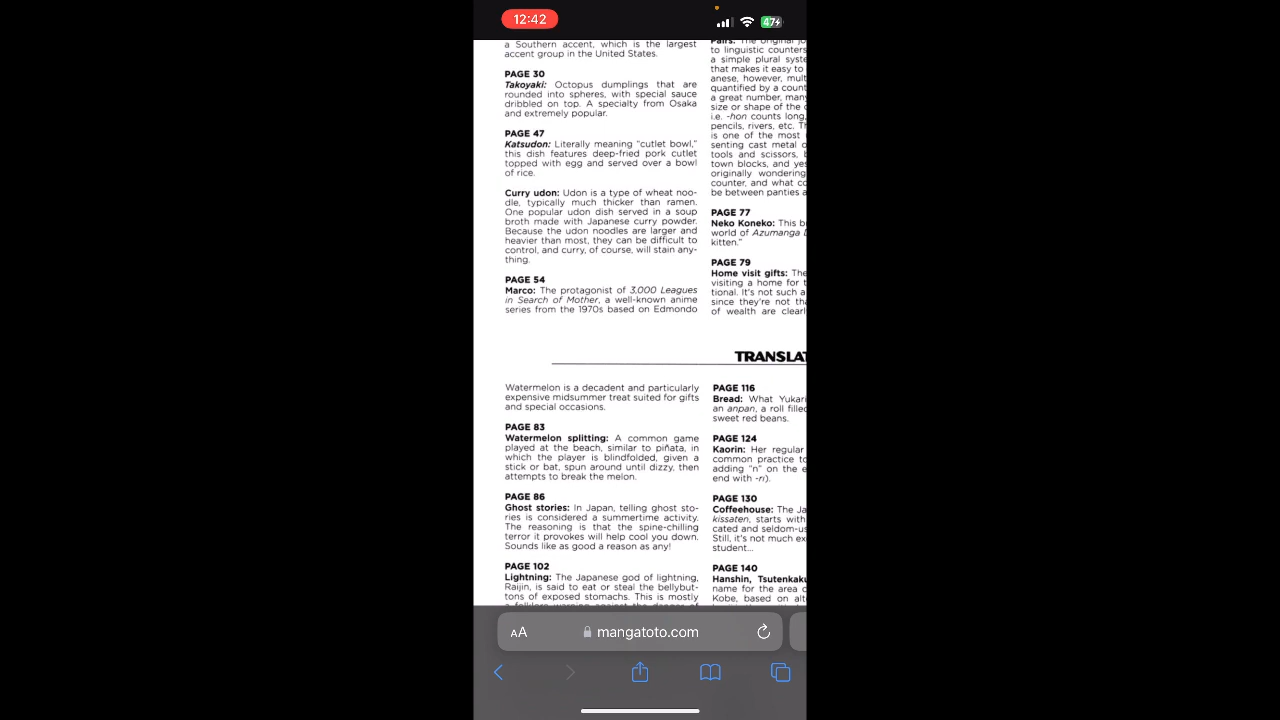 12:42
47
a Southern accent, which is the largest
accent group in the United States.
PAGE 30
Takoyaki: Octopus dumplings that are
rounded into spheres, with special sauce
dribbled on top. A specialty from Osaka
and extremely popular.
PAGE 47
Katsudon: Literally meaning “cutlet bowl,”
this dish features deep-fried pork cutlet
topped with egg and served over a bowl
of rice.
Curry udon: Udon is a type of wheat noo-
dle, typically much thicker than ramen.
One popular udon dish served in a soup
broth made with Japanese curry powder.
Because the udon noodles are larger and
heavier than most, they can be difficult to
control, and curry, of course, will stain any-
thing.
PAGE 54
Marco: The protagonist of 3,000 Leagues
in Search of Mother, a well-known anime
series from the 1970s based on Edmondo
Pairs: The original jo
to linguistic counters
a simple plural syste
that makes it easy to
anese, however, mult
quantified by a count
a great number, many
size or shape of the o
i.e. -hon counts long,
pencils, rivers, etc. Th
is one of the most
senting cast metal o
tools and scissors, b
town blocks, and yes
originally wondering
counter, and what co
be between panties a
PAGE 77
Neko Koneko: This b
world of Azumanga D
kitten.”
PAGE 79
Home visit gifts: The
visiting a home for t
tional. It's not such a
since they're not tha
of wealth are clearl
TRANSLAT
Watermelon is a decadent and particularly
expensive midsummer treat suited for gifts
and special occasions.
PAGE 83
Watermelon splitting: A common game
played at the beach, similar to piñata, in
which the player is blindfolded, given a
stick or bat, spun around until dizzy, then
attempts to break the melon.
PAGE 86
Ghost stories: In Japan, telling ghost sto-
ries is considered a summertime activity.
The reasoning is that the spine-chilling
terror it provokes will help cool you down.
Sounds like as good a reason as any!
PAGE 102
Lightning: The Japanese god of lightning,
Raijin, is said to eat or steal the bellybut-
tons of exposed stomachs. This is mostly
PAGE 116
Bread: What Yukari
an anpan, a roll filled
sweet red beans.
PAGE 124
Kaorin: Her regular
common practice to
adding “n” on the e
end with -ri).
PAGE 130
Coffeehouse: The Ja
kissaten, starts with
cated and seldom-us
Still, it's not much ex
student...
PAGE 140
Hanshin, Tsutenkaku
name for the area o
Kobe, based on alt
AA
mangatoto.com